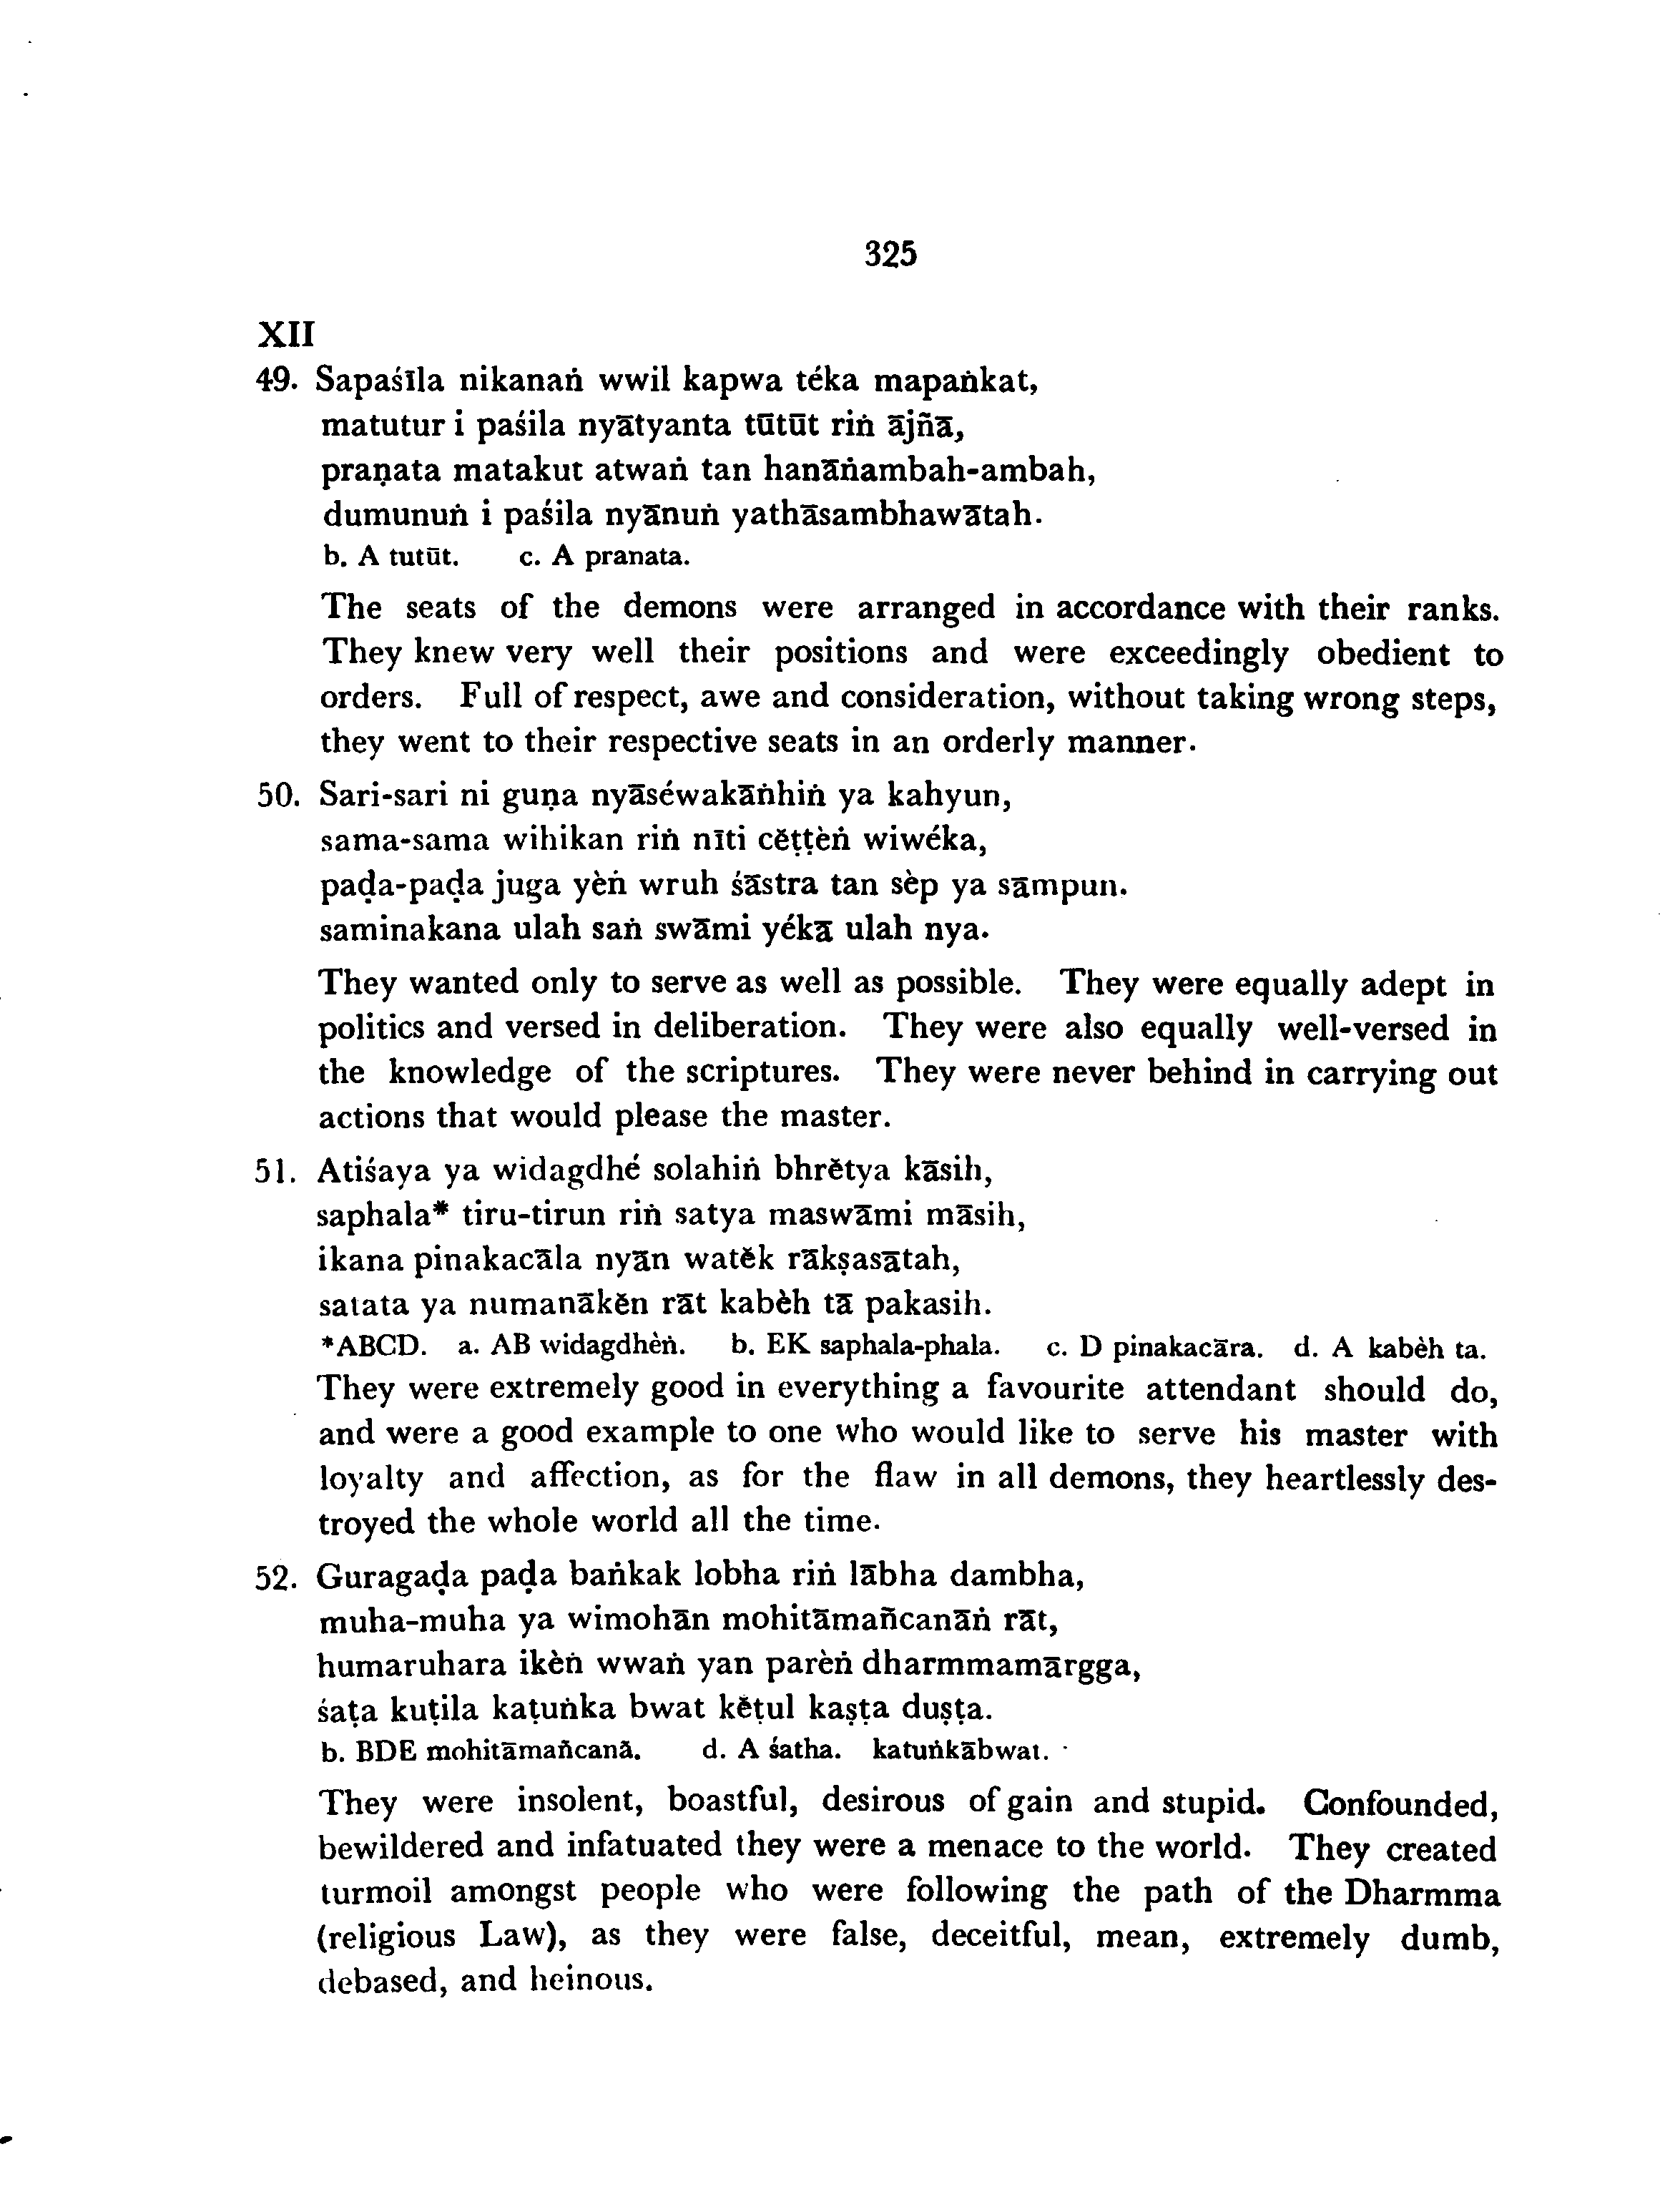 325
XII
49. Sapaśīla nikanaṅ wwil kapwa téka mapaṅkat,
matutur i paśila nyātyanta tūtūt riṅ ājñā,
praṇata matakut atwaṅ tan hanāṅambah-ambah,
dumunuṅ i paśila nyānuṅ yathāsambhawātah.
b. A tutūt. c. A pranata.
The seats of the demons were arranged in accordance with their ranks.
They knew very well their positions and were exceedingly obedient to
orders. Full of respect, awe and consideration, without taking wrong steps,
they went to their respective seats in an orderly manner.
50. Sari-sari ni guṇa nyāséwakāṅhiṅ ya kahyun,
sama-sama wihikan riṅ nīti cĕṭṭèṅ wiwéka,
paḍa-paḍa juga yèṅ wruh śāstra tan sèp ya sāmpun.
saminakana ulah saṅ swāmi yékā ulah nya.
They wanted only to serve as well as possible. They were equally adept in
politics and versed in deliberation. They were also equally well-versed in
the knowledge of the scriptures. They were never behind in carrying out
actions that would please the master.
51. Atiśaya ya widagdhé solahiṅ bhrĕtya kāsih,
saphala* tiru-tirun riṅ satya maswāmi māsih,
ikana pinakacāla nyān watĕk rākṣasātah,
satata ya numanākĕn rāt kabèh tā pakasih.
*ABCD. a. AB widagdhèṅ. b. EK saphala-phala. c. D pinakacāra. d. A kabèh ta.
They were extremely good in everything a favourite attendant should do,
and were a good example to one who would like to serve his master with
loyalty and affection, as for the flaw in all demons, they heartlessly des-
troyed the whole world all the time.
52. Guragaḍa paḍa baṅkak lobha riṅ lābha dambha,
muha-muha ya wimohān mohitāmañcanāṅ rāt,
humaruhara ikèṅ wwaṅ yan parèṅ dharmmamārgga,
śaṭa kuṭila kaṭuṅka bwat kĕṭul kaṣṭa duṣṭa.
b. BDE mohitāmañcanā. d. A śatha. katuṅkābwat.
They were insolent, boastful, desirous of gain and stupid. Confounded,
bewildered and infatuated they were a menace to the world. They created
turmoil amongst people who were following the path of the Dharmma
(religious Law), as they were false, deceitful, mean, extremely dumb,
debased, and heinous.